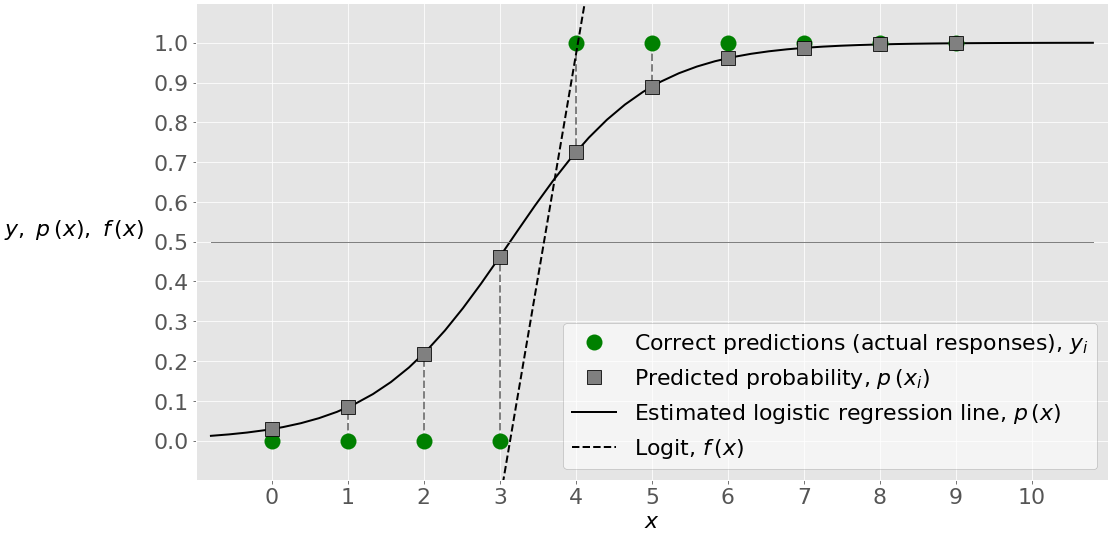 1.0
0.9
0.8
0.7
0.6
0.5
0.4
0.3
0.2
0.1
0.0
y, p(x), f(x)
Correct predictions (actual responses), yᵢ
Predicted probability, p(xᵢ)
Estimated logistic regression line, p(x)
Logit, f(x)
0 1 2 3 4 5 6 7 8 9 10
x